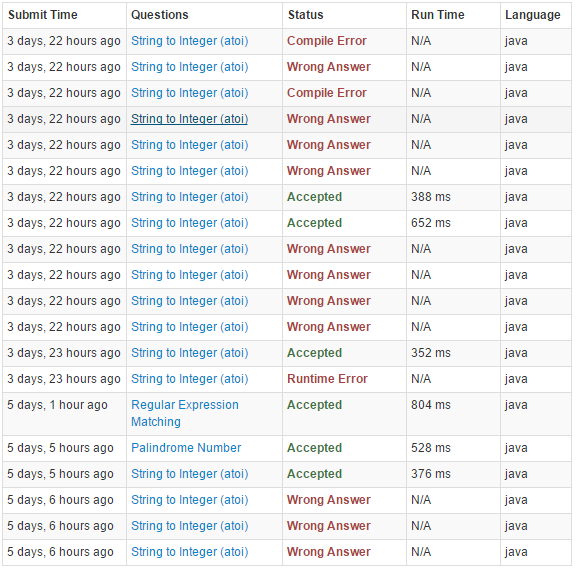 Submit Time Questions Status Run Time Language
3 days, 22 hours ago String to Integer (atoi) Compile Error N/A java
3 days, 22 hours ago String to Integer (atoi) Wrong Answer N/A java
3 days, 22 hours ago String to Integer (atoi) Compile Error N/A java
3 days, 22 hours ago String to Integer (atoi) Wrong Answer N/A java
3 days, 22 hours ago String to Integer (atoi) Wrong Answer N/A java
3 days, 22 hours ago String to Integer (atoi) Wrong Answer N/A java
3 days, 22 hours ago String to Integer (atoi) Accepted 388 ms java
3 days, 22 hours ago String to Integer (atoi) Accepted 652 ms java
3 days, 22 hours ago String to Integer (atoi) Wrong Answer N/A java
3 days, 22 hours ago String to Integer (atoi) Wrong Answer N/A java
3 days, 22 hours ago String to Integer (atoi) Wrong Answer N/A java
3 days, 22 hours ago String to Integer (atoi) Wrong Answer N/A java
3 days, 23 hours ago String to Integer (atoi) Accepted 352 ms java
3 days, 23 hours ago String to Integer (atoi) Runtime Error N/A java
5 days, 1 hour ago Regular Expression Accepted 804 ms java
Matching
5 days, 5 hours ago Palindrome Number Accepted 528 ms java
5 days, 5 hours ago String to Integer (atoi) Accepted 376 ms java
5 days, 6 hours ago String to Integer (atoi) Wrong Answer N/A java
5 days, 6 hours ago String to Integer (atoi) Wrong Answer N/A java
5 days, 6 hours ago String to Integer (atoi) Wrong Answer N/A java